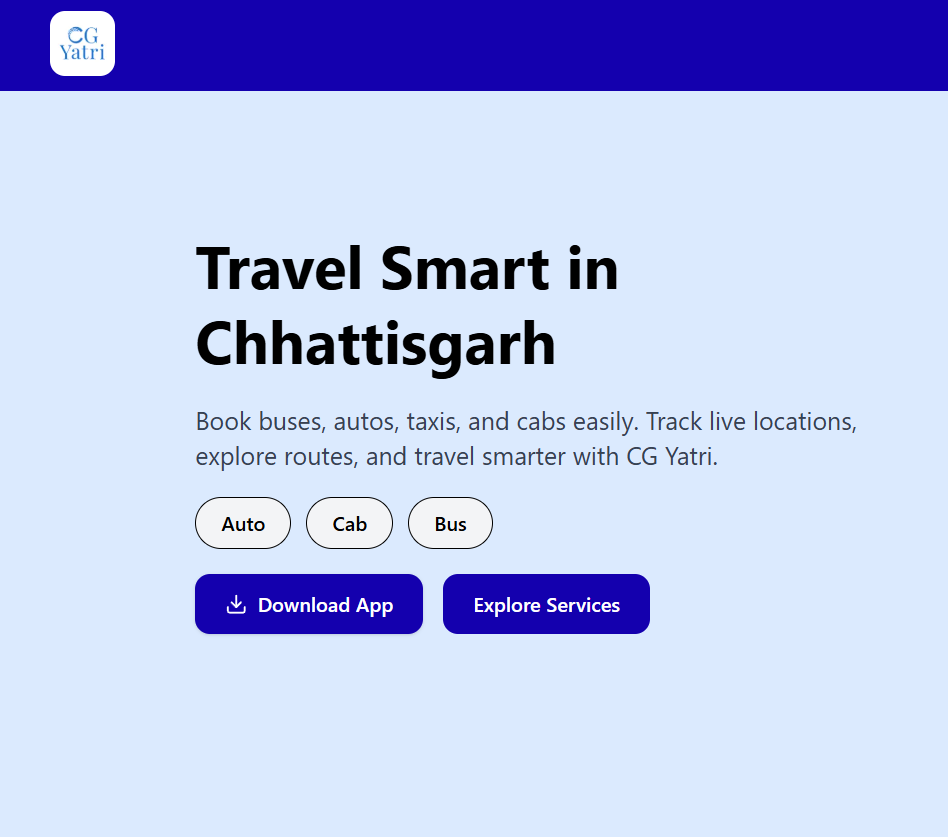 CG
Yatri
Travel Smart in
Chhattisgarh
Book buses, autos, taxis, and cabs easily. Track live locations,
explore routes, and travel smarter with CG Yatri.
Auto Cab Bus
Download App Explore Services